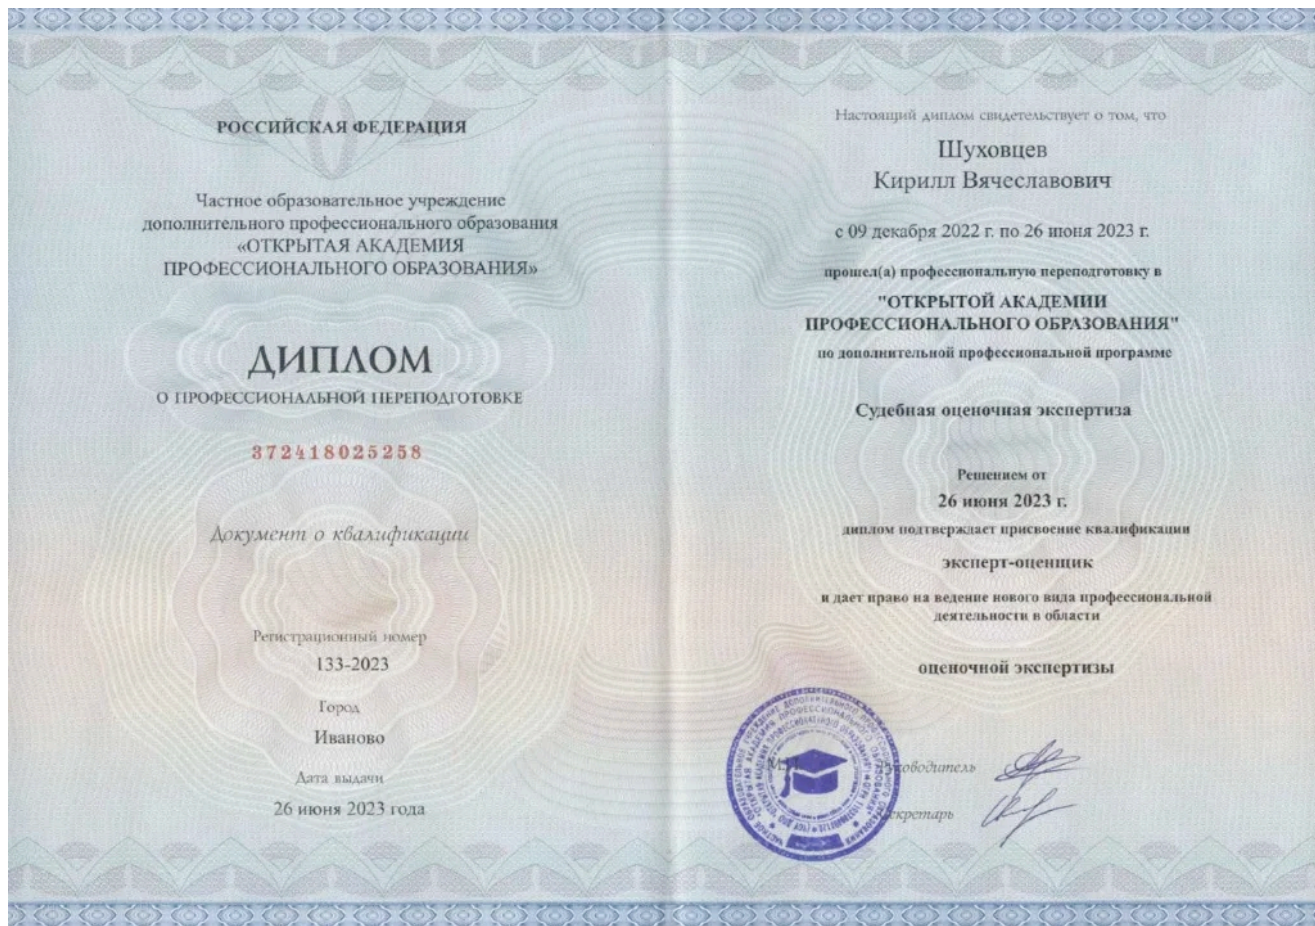 РОССИЙСКАЯ ФЕДЕРАЦИЯ
Частное образовательное учреждение
дополнительного профессионального образования
«ОТКРЫТАЯ АКАДЕМИЯ
ПРОФЕССИОНАЛЬНОГО ОБРАЗОВАНИЯ»
ДИПЛОМ
О ПРОФЕССИОНАЛЬНОЙ ПЕРЕПОДГОТОВКЕ
372418025258
Документ о квалификации
Регистрационный номер
133-2023
Город
Иваново
Дата выдачи
26 июня 2023 года
Настоящий диплом свидетельствует о том, что
Шуховцев
Кирилл Вячеславович
с 09 декабря 2022 г. по 26 июня 2023 г.
прошел(а) профессиональную переподготовку в
"ОТКРЫТОЙ АКАДЕМИИ
ПРОФЕССИОНАЛЬНОГО ОБРАЗОВАНИЯ"
по дополнительной профессиональной программе
Судебная оценочная экспертиза
Решением от
26 июня 2023 г.
диплом подтверждает присвоение квалификации
эксперт-оценщик
и дает право на ведение нового вида профессиональной
деятельности в области
оценочной экспертизы
М.П.
Руководитель
Секретарь